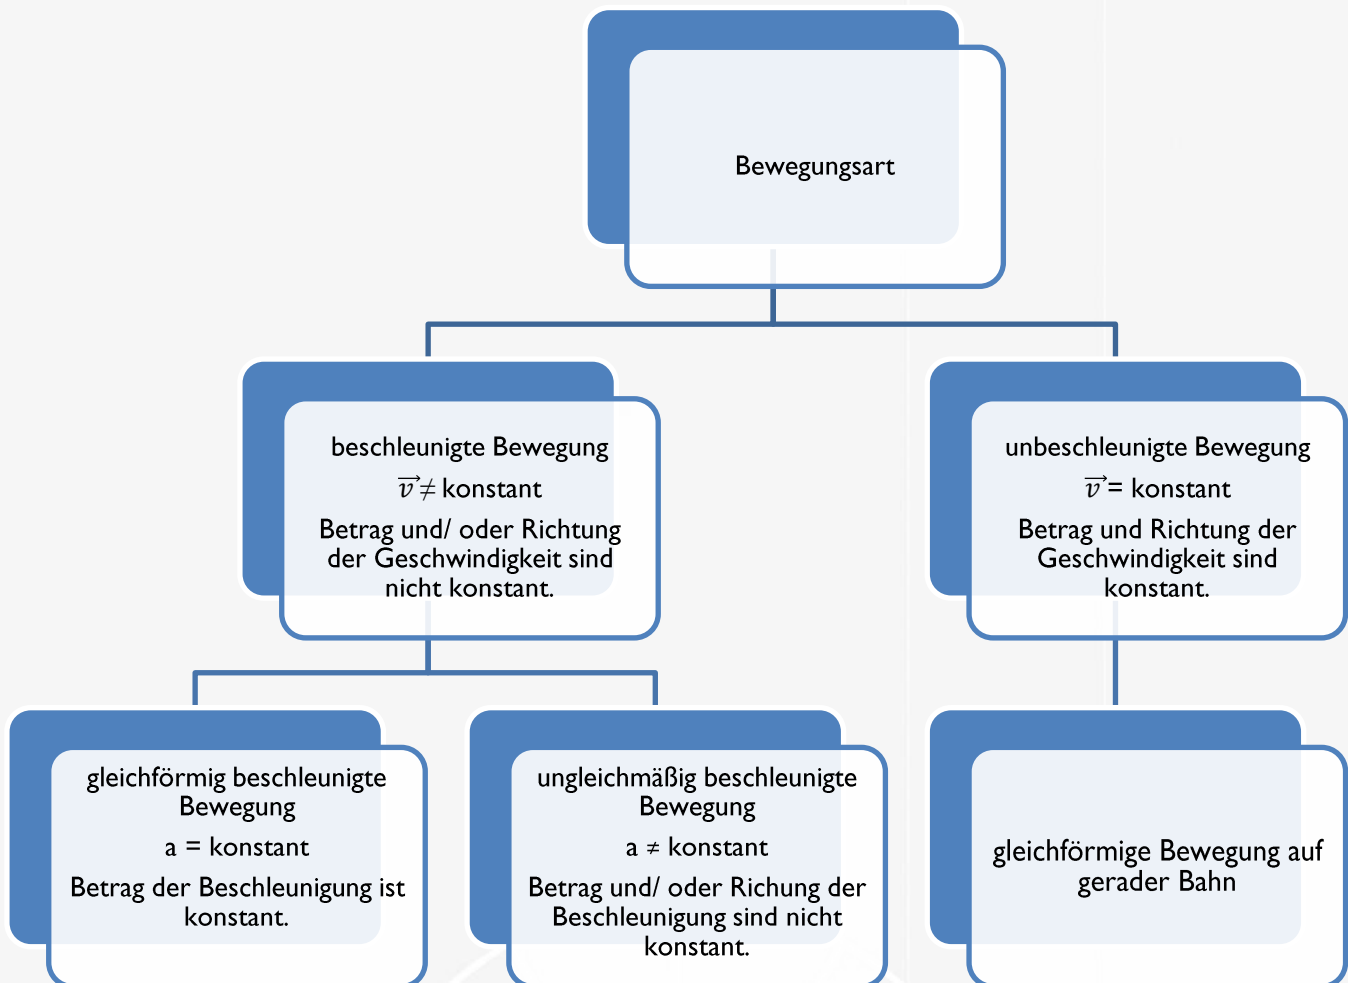 Bewegungsart
beschleunigte Bewegung
v⃗ ≠ konstant
Betrag und/ oder Richtung
der Geschwindigkeit sind
nicht konstant.
unbeschleunigte Bewegung
v⃗ = konstant
Betrag und Richtung der
Geschwindigkeit sind
konstant.
gleichförmig beschleunigte
Bewegung
a = konstant
Betrag der Beschleunigung ist
konstant.
ungleichmäßig beschleunigte
Bewegung
a ≠ konstant
Betrag und/ oder Richung der
Beschleunigung sind nicht
konstant.
gleichförmige Bewegung auf
gerader Bahn